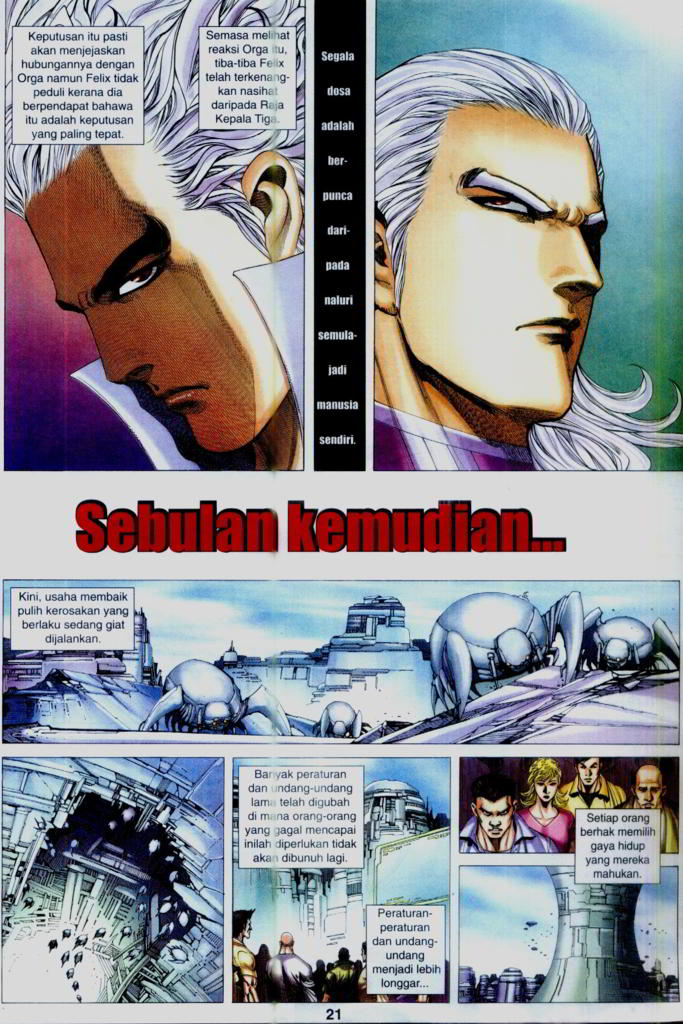 Keputusan itu pasti
akan menjejaskan
hubungannya dengan
Orga namun Felix tidak
peduli kerana dia
berpendapat bahawa
itu adalah keputusan
yang paling tepat.
Semasa melihat
reaksi Orga itu,
tiba-tiba Felix
telah terkenang-
kan nasihat
daripada Raja
Kepala Tiga.
Segala
dosa
adalah
ber-
punca
dari-
pada
naluri
semula-
jadi
manusia
sendiri.
Sebulan kemudian...
Kini, usaha membaik
pulih kerosakan yang
berlaku sedang giat
dijalankan.
Banyak peraturan
dan undang-undang
lama telah digubah
di mana orang-orang
yang gagal mencapai
inilah diperlukan tidak
akan dibunuh lagi.
Peraturan-
peraturan
dan undang-
undang
menjadi lebih
longgar...
Setiap orang
berhak memilih
gaya hidup
yang mereka
mahukan.
21